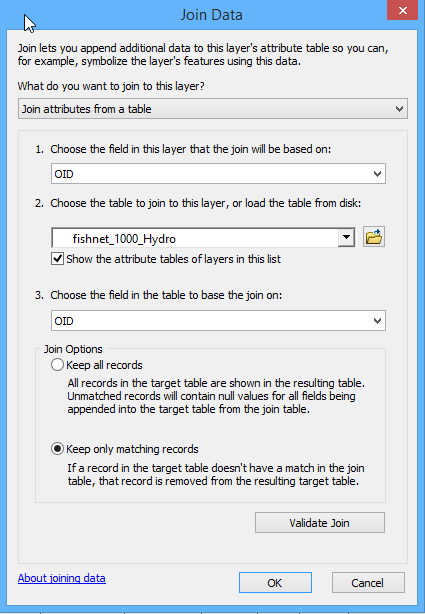 Join Data
Join lets you append additional data to this layer's attribute table so you can,
for example, symbolize the layer's features using this data.
What do you want to join to this layer?
Join attributes from a table
1. Choose the field in this layer that the join will be based on:
OID
2. Choose the table to join to this layer, or load the table from disk:
fishnet_1000_Hydro
Show the attribute tables of layers in this list
3. Choose the field in the table to base the join on:
OID
Join Options
Keep all records
All records in the target table are shown in the resulting table.
Unmatched records will contain null values for all fields being
appended into the target table from the join table.
Keep only matching records
If a record in the target table doesn't have a match in the join
table, that record is removed from the resulting target table.
Validate Join
About joining data
OK
Cancel